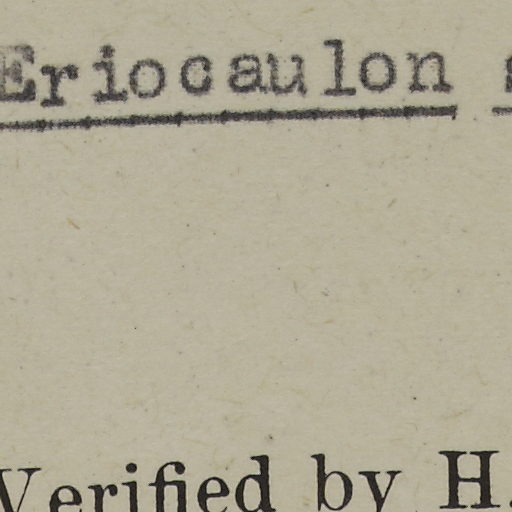 Eriocaulon
Verified by H.